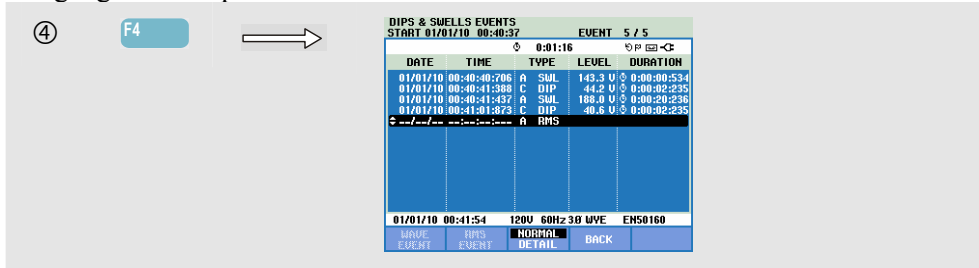 ④ F4
DIPS & SWELLS EVENTS
START 01/01/10 00:40:37 EVENT 5 / 5
0:01:16
DATE TIME TYPE LEVEL DURATION
01/01/10 00:40:40:706 A SWL 143.3 V 0:00:00:534
01/01/10 00:40:41:388 C DIP 44.2 V 0:00:02:235
01/01/10 00:40:41:437 A SWL 188.0 V 0:00:20:236
01/01/10 00:41:01:873 C DIP 40.6 V 0:00:02:235
--/--/-- --:--:--:--- A RMS
01/01/10 00:41:54 120V 60Hz 3Ø WYE EN50160
WAVE EVENT RMS EVENT NORMAL DETAIL BACK